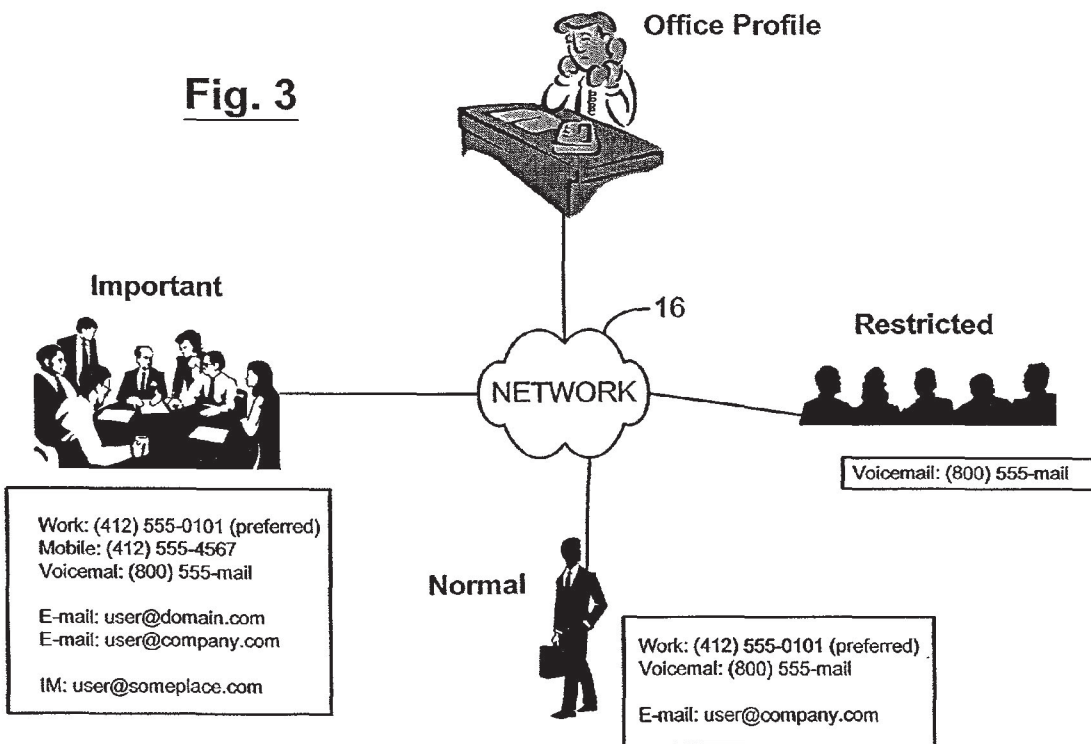 Office Profile
Fig. 3
Important
16
NETWORK
Restricted
Voicemail: (800) 555-mail
Work: (412) 555-0101 (preferred)
Mobile: (412) 555-4567
Voicemal: (800) 555-mail
E-mail: user@domain.com
E-mail: user@company.com
IM: user@someplace.com
Normal
Work: (412) 555-0101 (preferred)
Voicemal: (800) 555-mail
E-mail: user@company.com